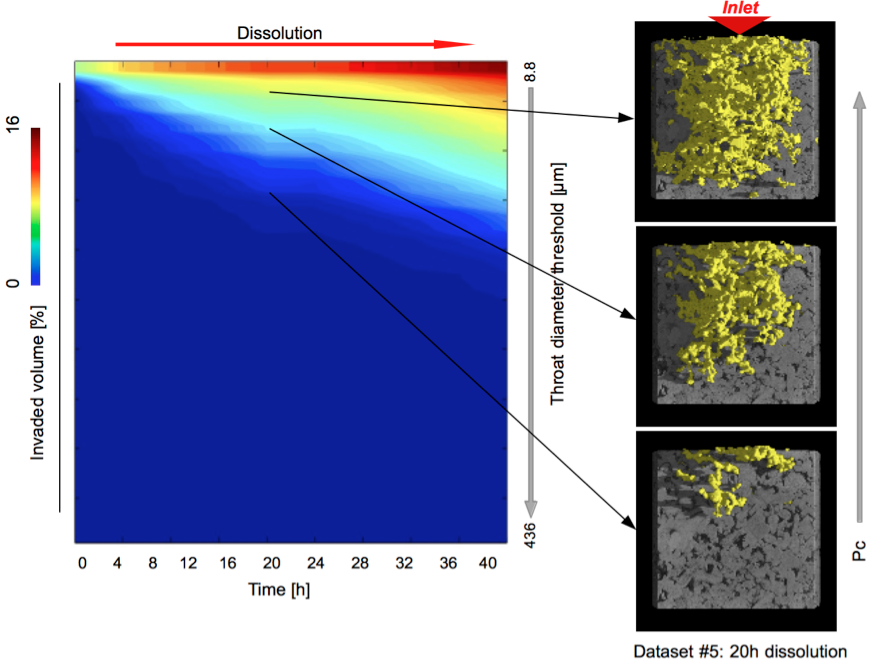 Inlet
Dissolution
8.8
16
0
Invaded volume [%]
Throat diameter threshold [µm]
436
Pc
0 4 8 12 16 20 24 28 32 36 40
Time [h]
Dataset #5: 20h dissolution